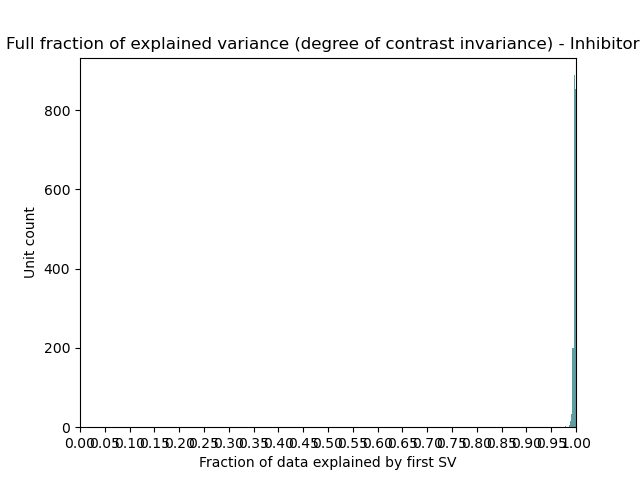 Full fraction of explained variance (degree of contrast invariance) - Inhibitor
Unit count
800
600
400
200
0
0.00 0.05 0.10 0.15 0.20 0.25 0.30 0.35 0.40 0.45 0.50 0.55 0.60 0.65 0.70 0.75 0.80 0.85 0.90 0.95 1.00
Fraction of data explained by first SV